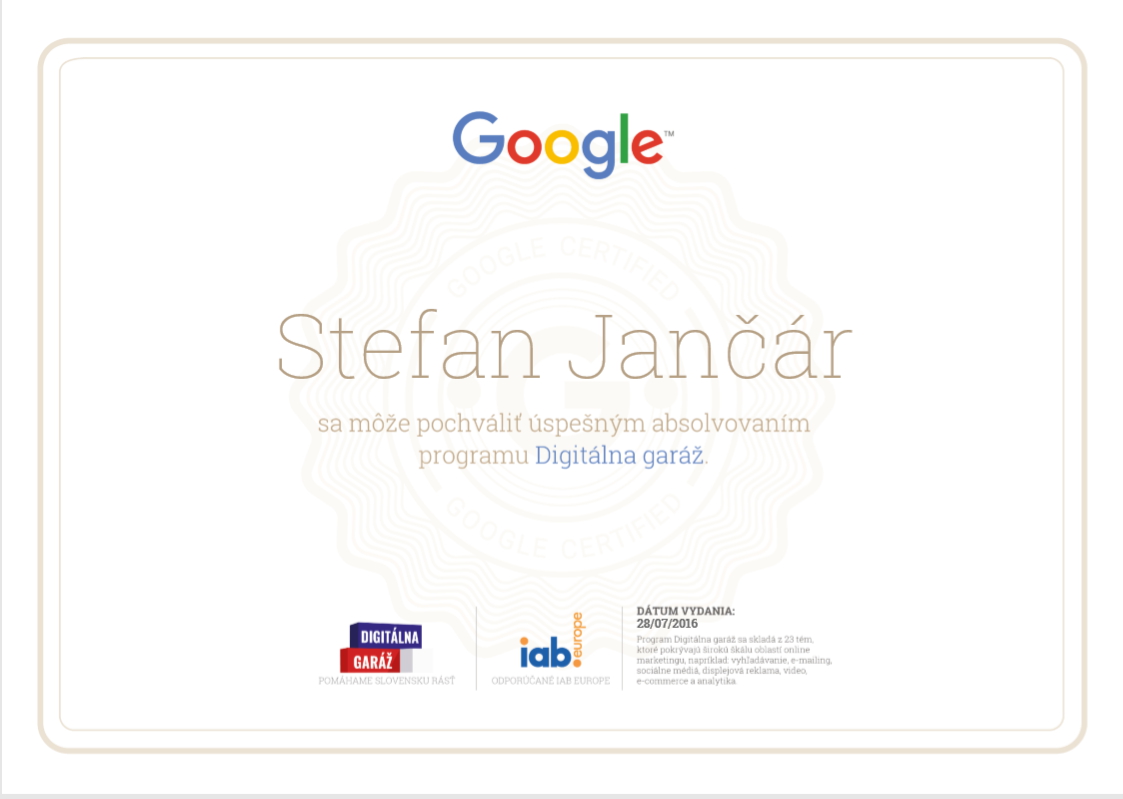 Google™
GOOGLE CERTIFIED
Stefan Jančár
sa môže pochváliť úspešným absolvovaním
programu Digitálna garáž.
GOOGLE CERTIFIED
DIGITÁLNA
GARÁŽ
POMÁHAME SLOVENSKU RÁSŤ
iab europe
ODPORÚČANÉ IAB EUROPE
DÁTUM VYDANIA:
28/07/2016
Program Digitálna garáž sa skladá z 23 tém,
ktoré pokrývajú širokú škálu oblastí online
marketingu, napríklad: vyhľadávanie, e-mailing,
sociálne médiá, displejová reklama, video,
e-commerce a analytika.